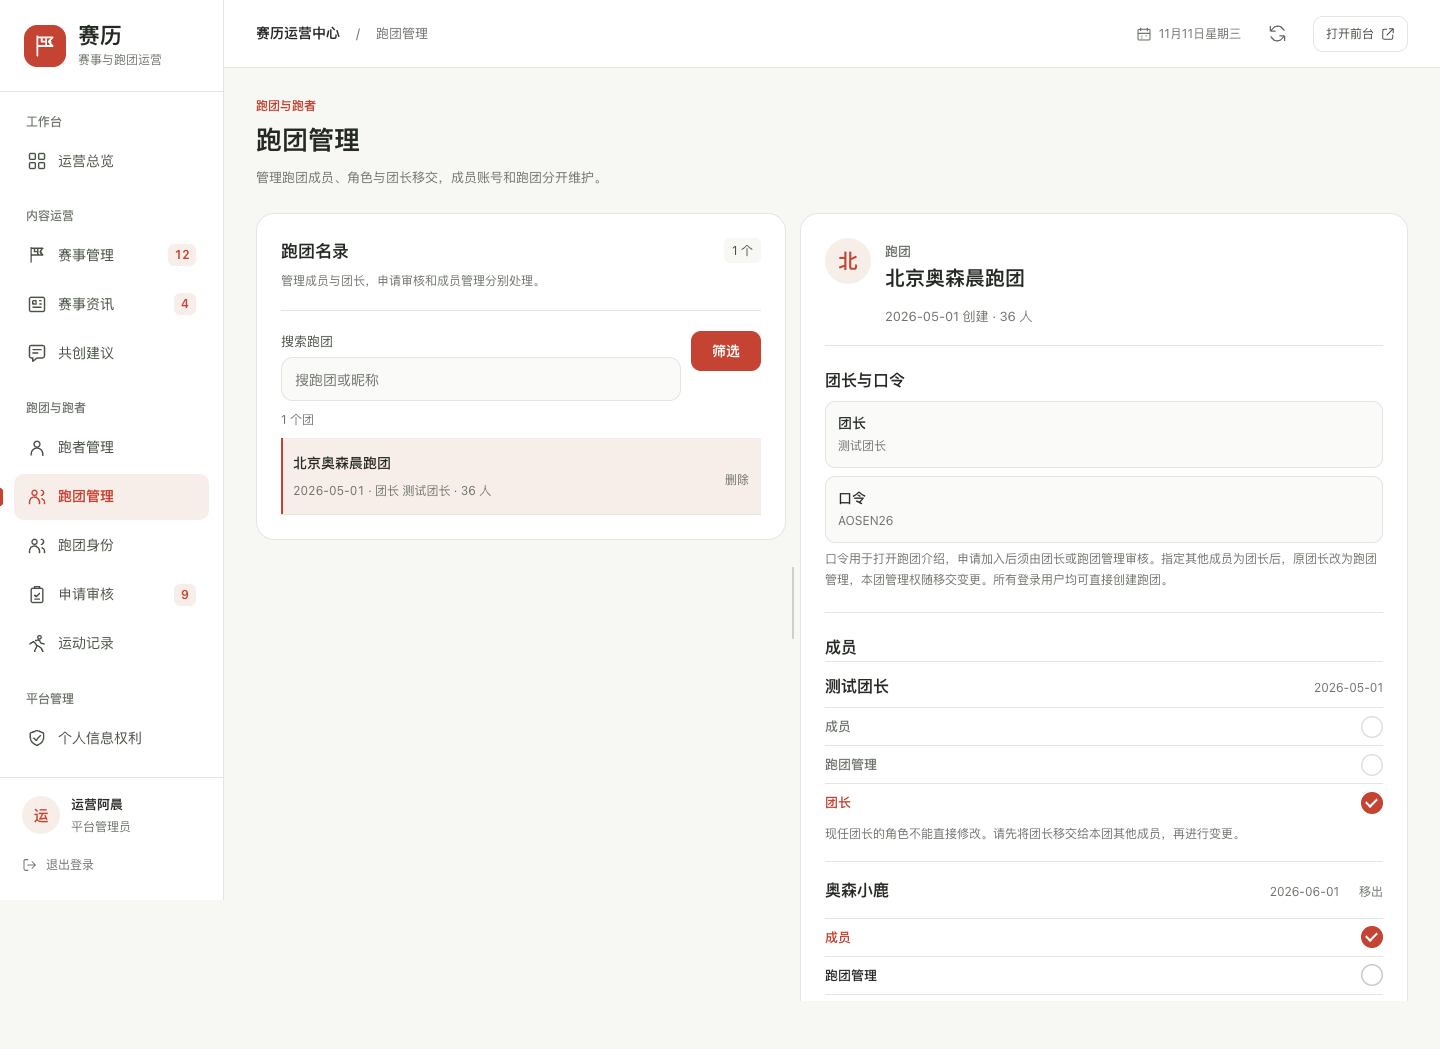 赛历
赛事与跑团运营
工作台
运营总览
内容运营
赛事管理 12
赛事资讯 4
共创建议
跑团与跑者
跑者管理
跑团管理
跑团身份
申请审核 9
运动记录
平台管理
个人信息权利
运
运营阿晨
平台管理员
退出登录
赛历运营中心 / 跑团管理
11月11日星期三
打开前台
跑团与跑者
跑团管理
管理跑团成员、角色与团长移交，成员账号和跑团分开维护。
跑团名录
1 个
管理成员与团长，申请审核和成员管理分别处理。
搜索跑团
搜跑团或昵称
筛选
1 个团
北京奥森晨跑团
2026-05-01 · 团长 测试团长 · 36 人
删除
北
跑团
北京奥森晨跑团
2026-05-01 创建 · 36 人
团长与口令
团长
测试团长
口令
AOSEN26
口令用于打开跑团介绍，申请加入后须由团长或跑团管理审核。指定其他成员为团长后，原团长改为跑团
管理，本团管理权随移交变更。所有登录用户均可直接创建跑团。
成员
测试团长 2026-05-01
成员
跑团管理
团长
现任团长的角色不能直接修改。请先将团长移交给本团其他成员，再进行变更。
奥森小鹿 2026-06-01 移出
成员
跑团管理